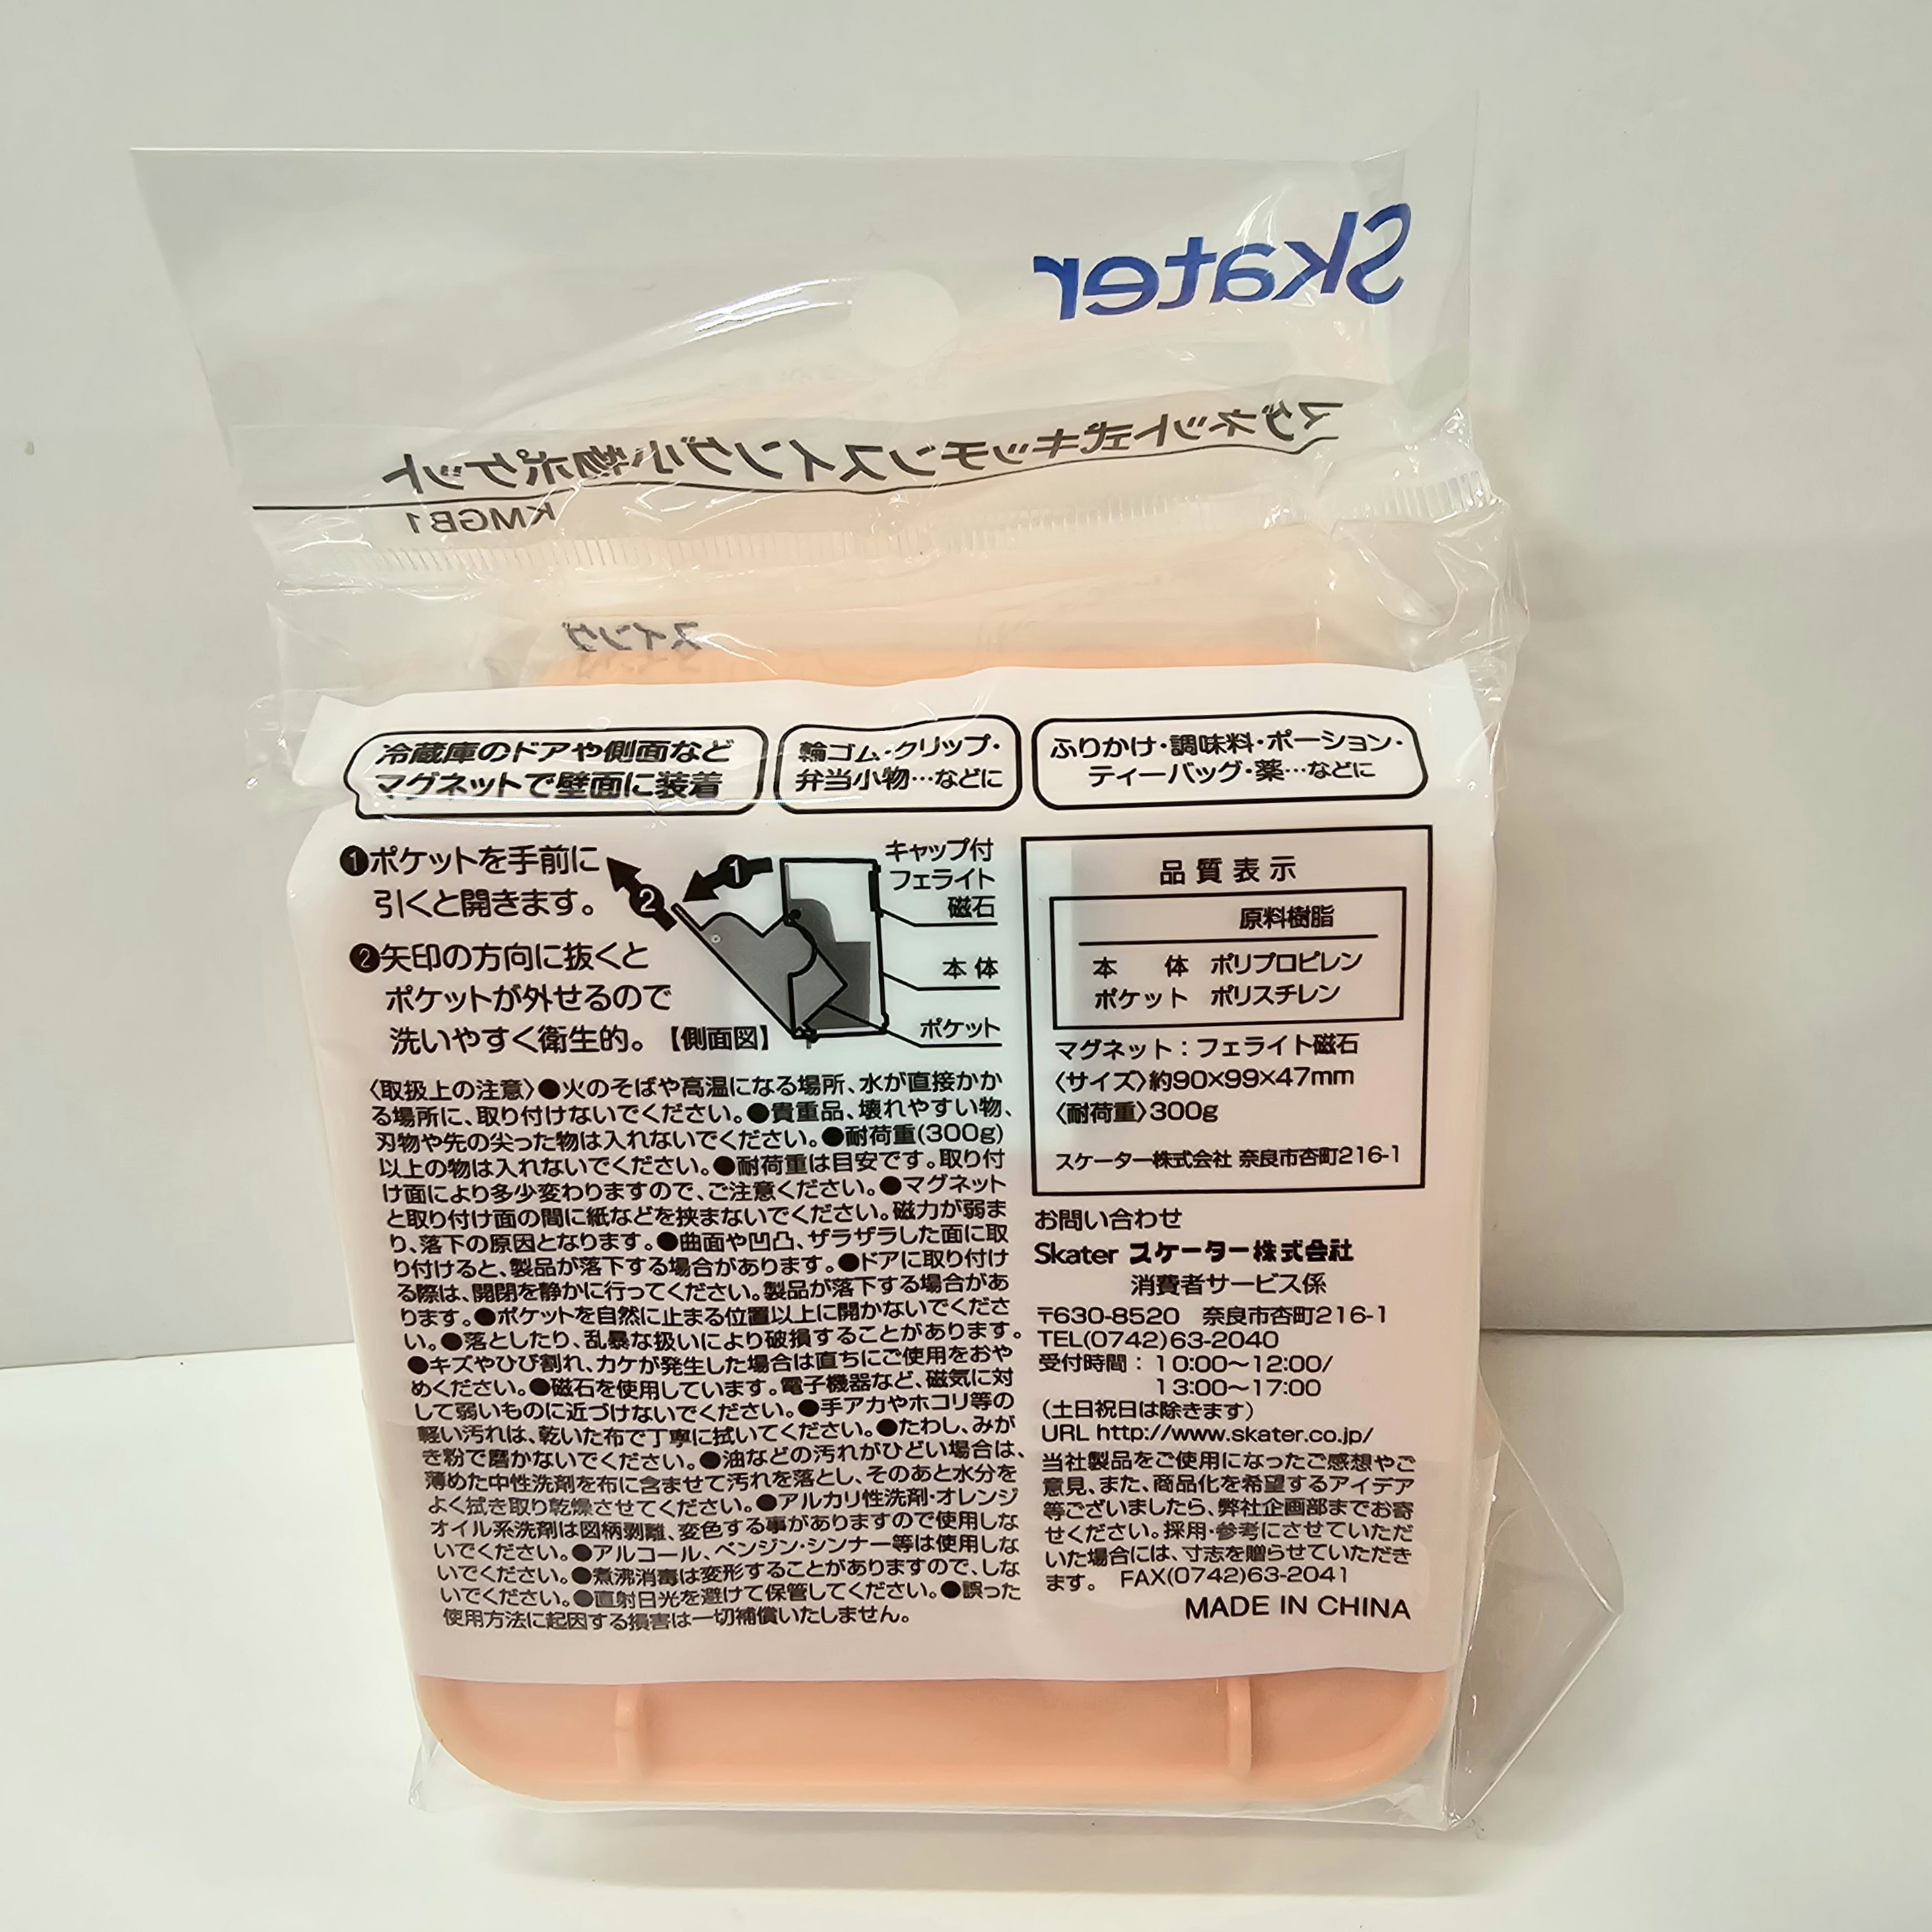 Skater
マグネット式キッチンスイング小物ポケット
KMGB1
スイング
冷蔵庫のドアや側面など
マグネットで壁面に装着
輪ゴム・クリップ・
弁当小物…などに
ふりかけ・調味料・ポーション・
ティーバッグ・薬…などに
❶ポケットを手前に
引くと開きます。
❷矢印の方向に抜くと
ポケットが外せるので
洗いやすく衛生的。【側面図】
1
2
キャップ付
フェライト
磁石
本体
ポケット
〈取扱上の注意〉●火のそばや高温になる場所、水が直接かか
る場所に、取り付けないでください。●貴重品、壊れやすい物、
刃物や先の尖った物は入れないでください。●耐荷重(300g)
以上の物は入れないでください。●耐荷重は目安です。取り付
け面により多少変わりますので、ご注意ください。●マグネット
と取り付け面の間に紙などを挟まないでください。磁力が弱ま
り、落下の原因となります。●曲面や凹凸、ザラザラした面に取
り付けると、製品が落下する場合があります。●ドアに取り付け
る際は、開閉を静かに行ってください。製品が落下する場合があ
ります。●ポケットを自然に止まる位置以上に開かないでくださ
い。●落としたり、乱暴な扱いにより破損することがあります。
●キズやひび割れ、カケが発生した場合は直ちにご使用をおや
めください。●磁石を使用しています。電子機器など、磁気に対
して弱いものに近づけないでください。●手アカやホコリ等の
軽い汚れは、乾いた布で丁寧に拭いてください。●たわし、みが
き粉で磨かないでください。●油などの汚れがひどい場合は、
薄めた中性洗剤を布に含ませて汚れを落とし、そのあと水分を
よく拭き取り乾燥させてください。●アルカリ性洗剤・オレンジ
オイル系洗剤は図柄剥離、変色する事がありますので使用しな
いでください。●アルコール、ベンジン・シンナー等は使用しな
いでください。●煮沸消毒は変形することがありますので、しな
いでください。●直射日光を避けて保管してください。●誤った
使用方法に起因する損害は一切補償いたしません。
品質表示
原料樹脂
本体 ポリプロピレン
ポケット ポリスチレン
マグネット：フェライト磁石
〈サイズ〉約90×99×47mm
〈耐荷重〉300g
スケーター株式会社 奈良市杏町216-1
お問い合わせ
Skater スケーター株式会社
消費者サービス係
〒630-8520 奈良市杏町216-1
TEL(0742)63-2040
受付時間：10:00〜12:00/
13:00〜17:00
（土日祝日は除きます）
URL http://www.skater.co.jp/
当社製品をご使用になったご感想やご
意見、また、商品化を希望するアイデア
等ございましたら、弊社企画部までお寄
せください。採用・参考にさせていただ
いた場合には、寸志を贈らせていただき
ます。 FAX(0742)63-2041
MADE IN CHINA